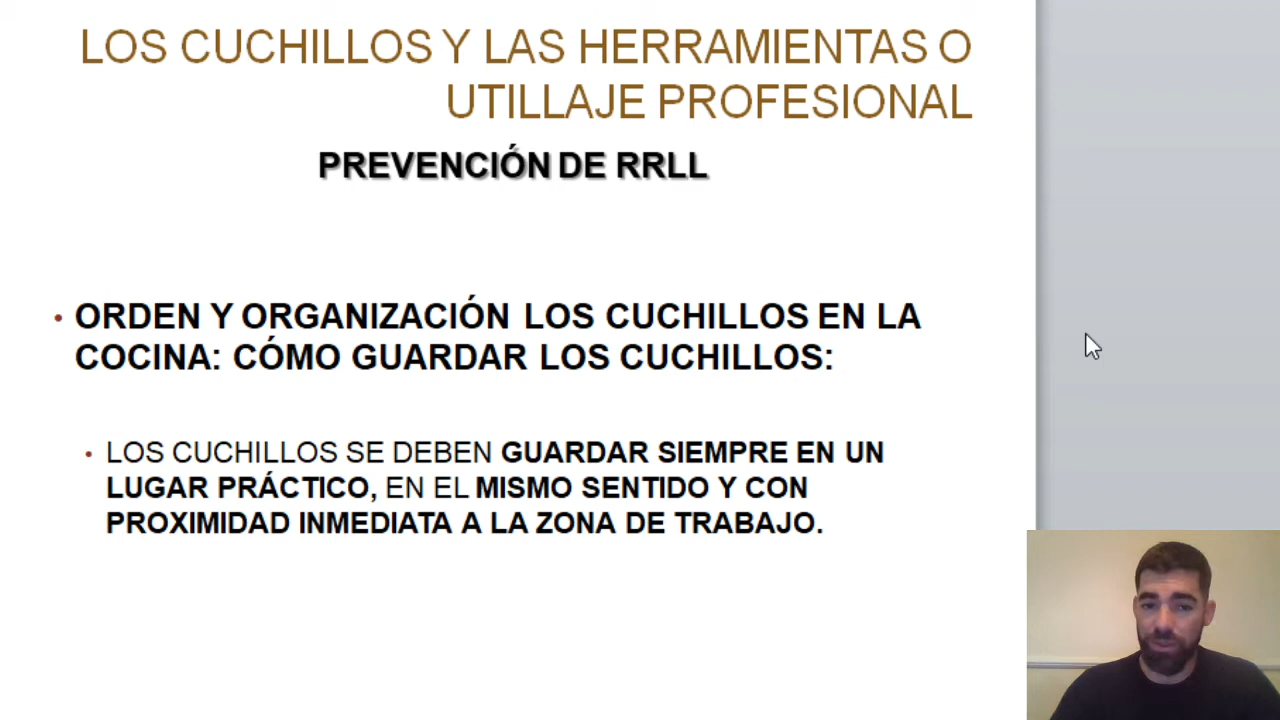 LOS CUCHILLOS Y LAS HERRAMIENTAS O
UTILLAJE PROFESIONAL
PREVENCIÓN DE RRLL
• ORDEN Y ORGANIZACIÓN LOS CUCHILLOS EN LA
COCINA: CÓMO GUARDAR LOS CUCHILLOS:
• LOS CUCHILLOS SE DEBEN GUARDAR SIEMPRE EN UN
LUGAR PRÁCTICO, EN EL MISMO SENTIDO Y CON
PROXIMIDAD INMEDIATA A LA ZONA DE TRABAJO.